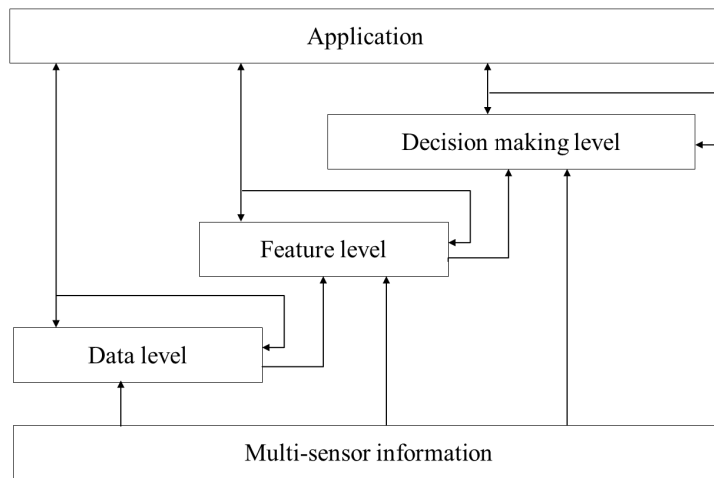 Application
Decision making level
Feature level
Data level
Multi-sensor information